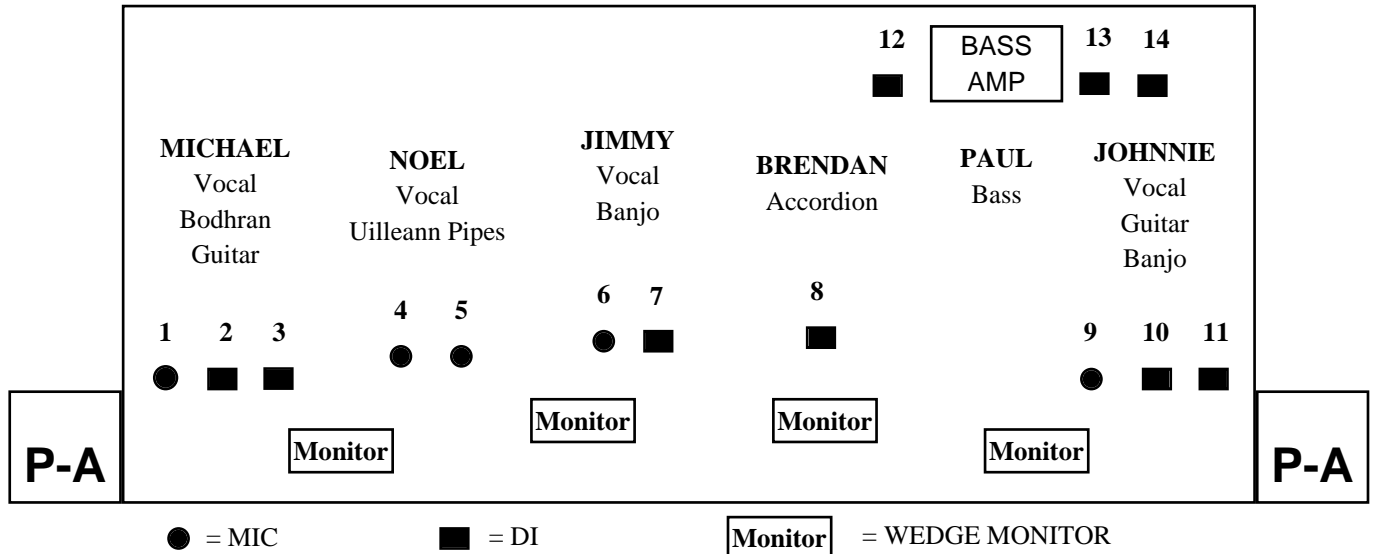 12
BASS
AMP
13
14
MICHAEL
Vocal
Bodhran
Guitar
NOEL
Vocal
Uilleann Pipes
JIMMY
Vocal
Banjo
BRENDAN
Accordion
PAUL
Bass
JOHNNIE
Vocal
Guitar
Banjo
1
2
3
4
5
6
7
8
9
10
11
P-A
Monitor
Monitor
Monitor
Monitor
P-A
= MIC
= DI
Monitor = WEDGE MONITOR